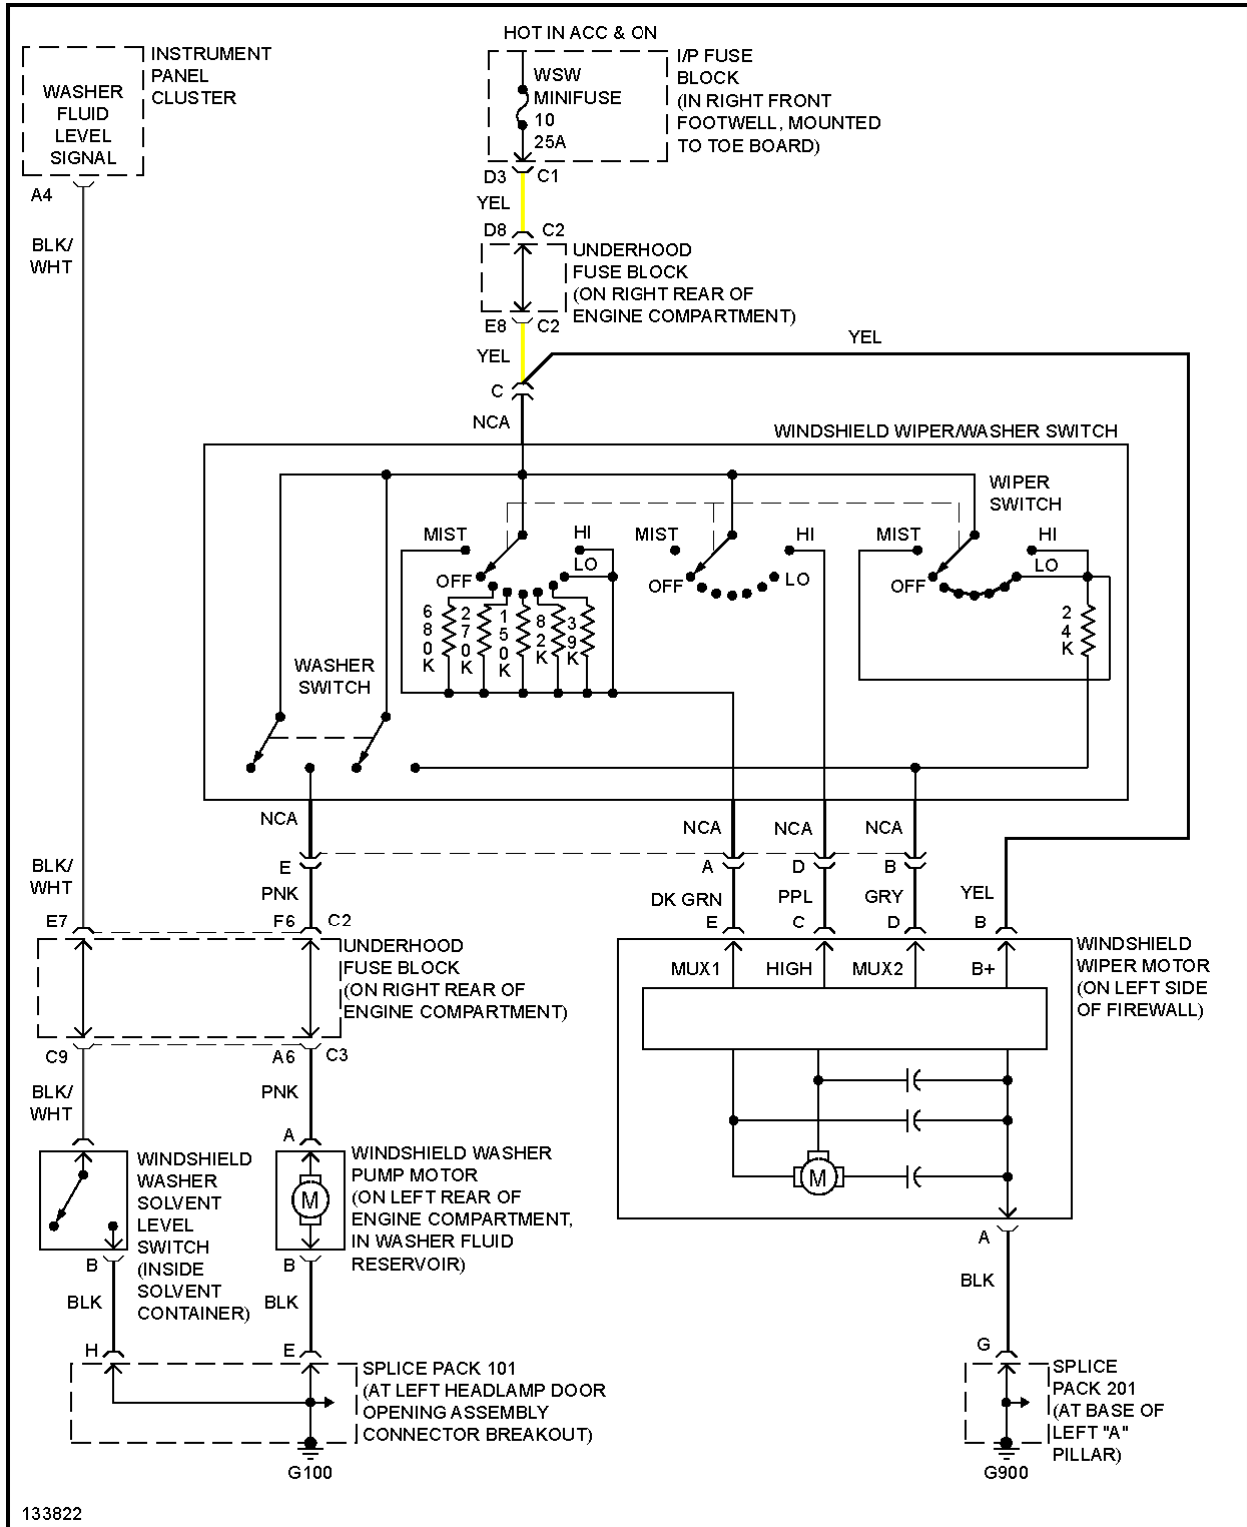 HOT IN ACC & ON
INSTRUMENT
PANEL
CLUSTER
WASHER
FLUID
LEVEL
SIGNAL
A4
BLK/
WHT
I/P FUSE
BLOCK
(IN RIGHT FRONT
FOOTWELL, MOUNTED
TO TOE BOARD)
WSW
MINIFUSE
10
25A
D3
C1
YEL
D8
C2
UNDERHOOD
FUSE BLOCK
(ON RIGHT REAR OF
ENGINE COMPARTMENT)
E8
C2
YEL
YEL
C
NCA
WINDSHIELD WIPER/WASHER SWITCH
WIPER
SWITCH
MIST
HI
LO
OFF
680K
270K
150K
82K
39K
MIST
HI
LO
OFF
MIST
HI
LO
OFF
24K
WASHER
SWITCH
NCA
NCA
NCA
NCA
BLK/
WHT
E
A
D
B
PNK
DK GRN
PPL
GRY
YEL
E7
F6
C2
E
C
D
B
UNDERHOOD
FUSE BLOCK
(ON RIGHT REAR OF
ENGINE COMPARTMENT)
MUX1
HIGH
MUX2
B+
WINDSHIELD
WIPER MOTOR
(ON LEFT SIDE
OF FIREWALL)
C9
A6
C3
BLK/
WHT
PNK
A
WINDSHIELD
WASHER
SOLVENT
LEVEL
SWITCH
(INSIDE
SOLVENT
CONTAINER)
M
WINDSHIELD WASHER
PUMP MOTOR
(ON LEFT REAR OF
ENGINE COMPARTMENT,
IN WASHER FLUID
RESERVOIR)
M
B
B
A
BLK
BLK
BLK
H
E
G
SPLICE PACK 101
(AT LEFT HEADLAMP DOOR
OPENING ASSEMBLY
CONNECTOR BREAKOUT)
G100
SPLICE
PACK 201
(AT BASE OF
LEFT "A"
PILLAR)
G900
133822